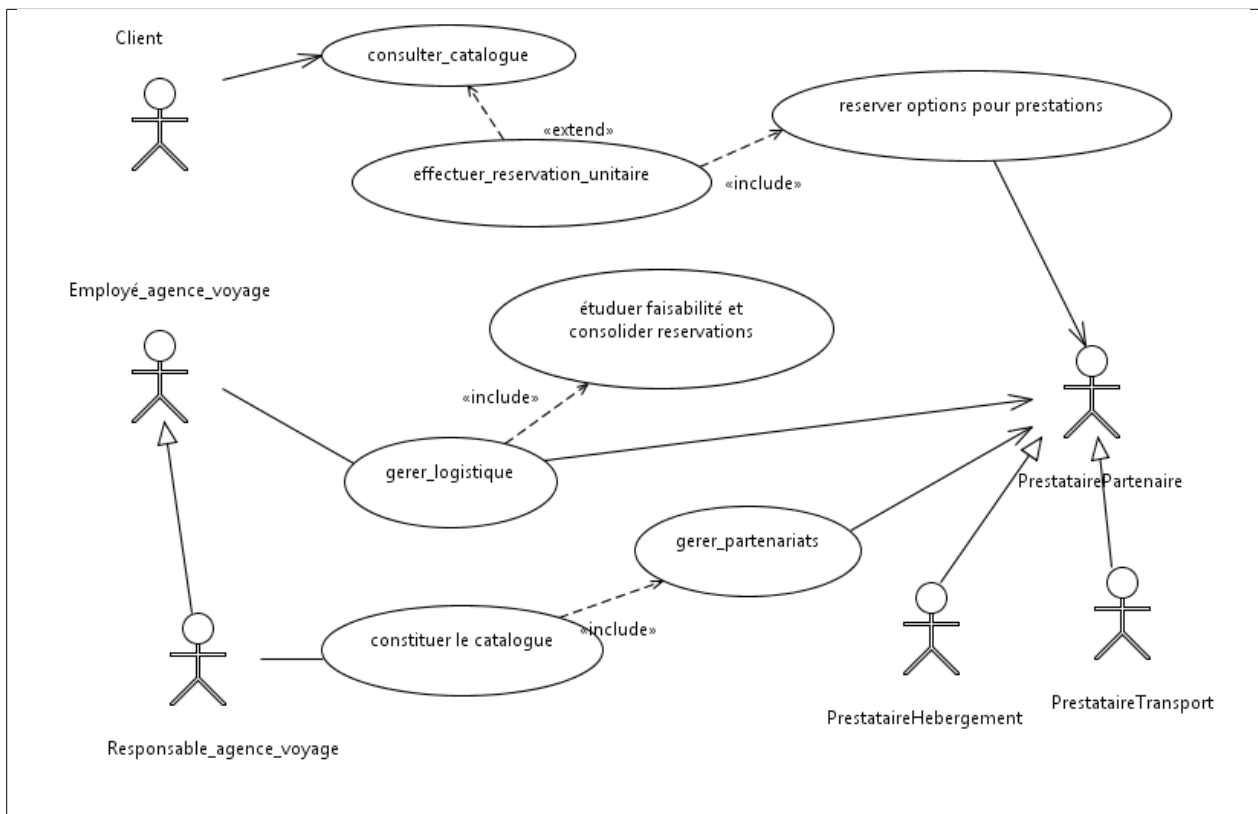 Client
consulter_catalogue
reserver options pour prestations
«extend»
effectuer_reservation_unitaire
«include»
Employé_agence_voyage
étuduer faisabilité et
consolider reservations
«include»
gerer_logistique
PrestatairePartenaire
gerer_partenariats
«include»
constituer le catalogue
PrestataireHebergement
PrestataireTransport
Responsable_agence_voyage